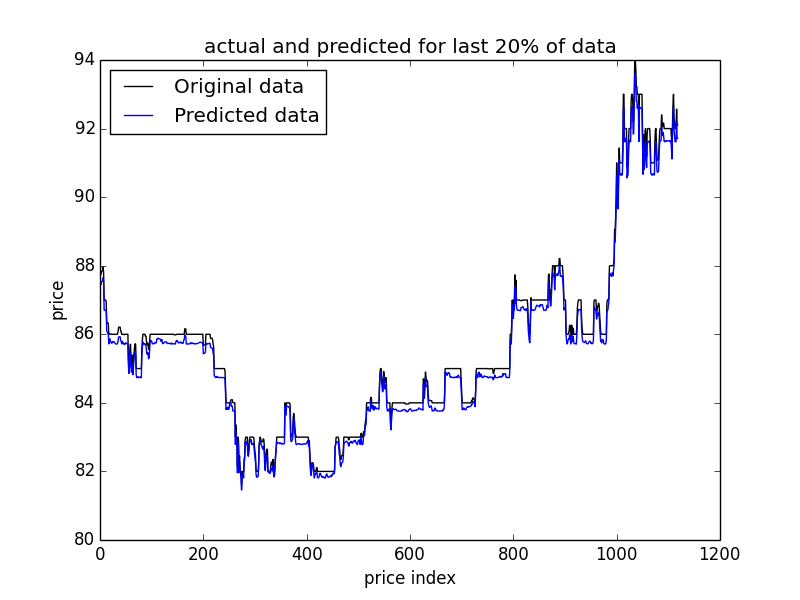 actual and predicted for last 20% of data
Original data
Predicted data
94
92
90
88
86
84
82
80
price
0 200 400 600 800 1000 1200
price index